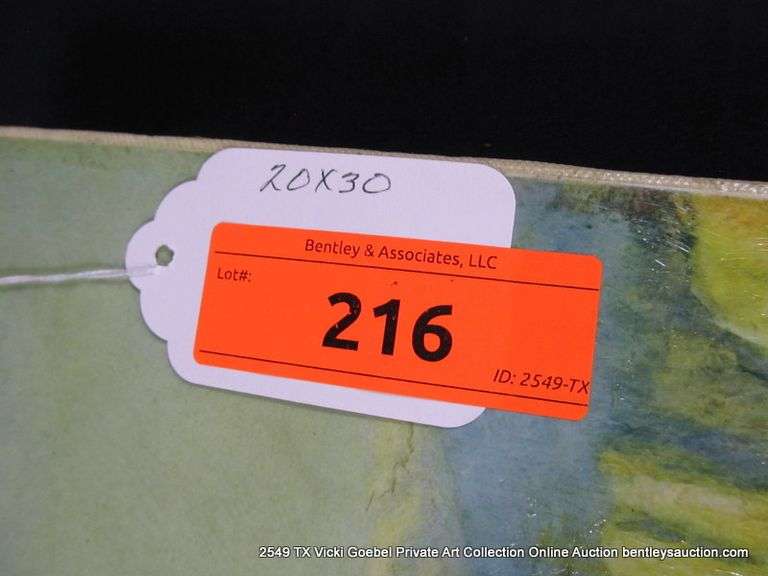 20X30
Bentley & Associates, LLC
Lot#:
216
ID: 2549-TX
2549 TX Vicki Goebel Private Art Collection Online Auction bentleysauction.com